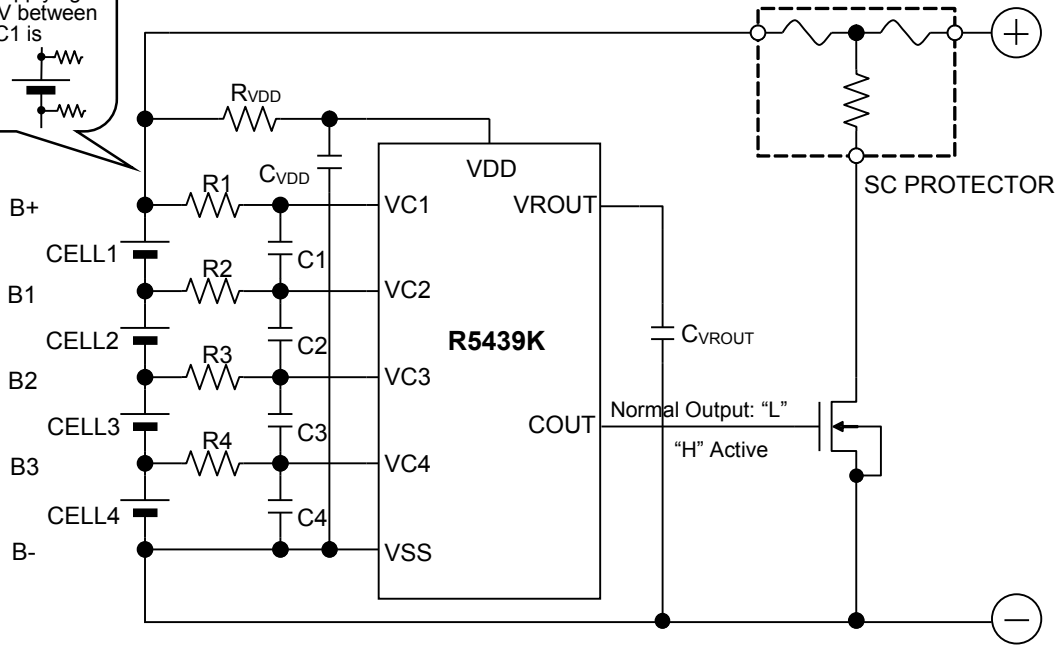 V between
C1 is
RVDD
CVDD
VDD
SC PROTECTOR
B+
R1
VC1
VROUT
CELL1
C1
B1
R2
VC2
CELL2
C2
R5439K
CVROUT
B2
R3
VC3
CELL3
C3
COUT
Normal Output: “L”
“H” Active
B3
R4
VC4
CELL4
C4
B-
VSS
+
−